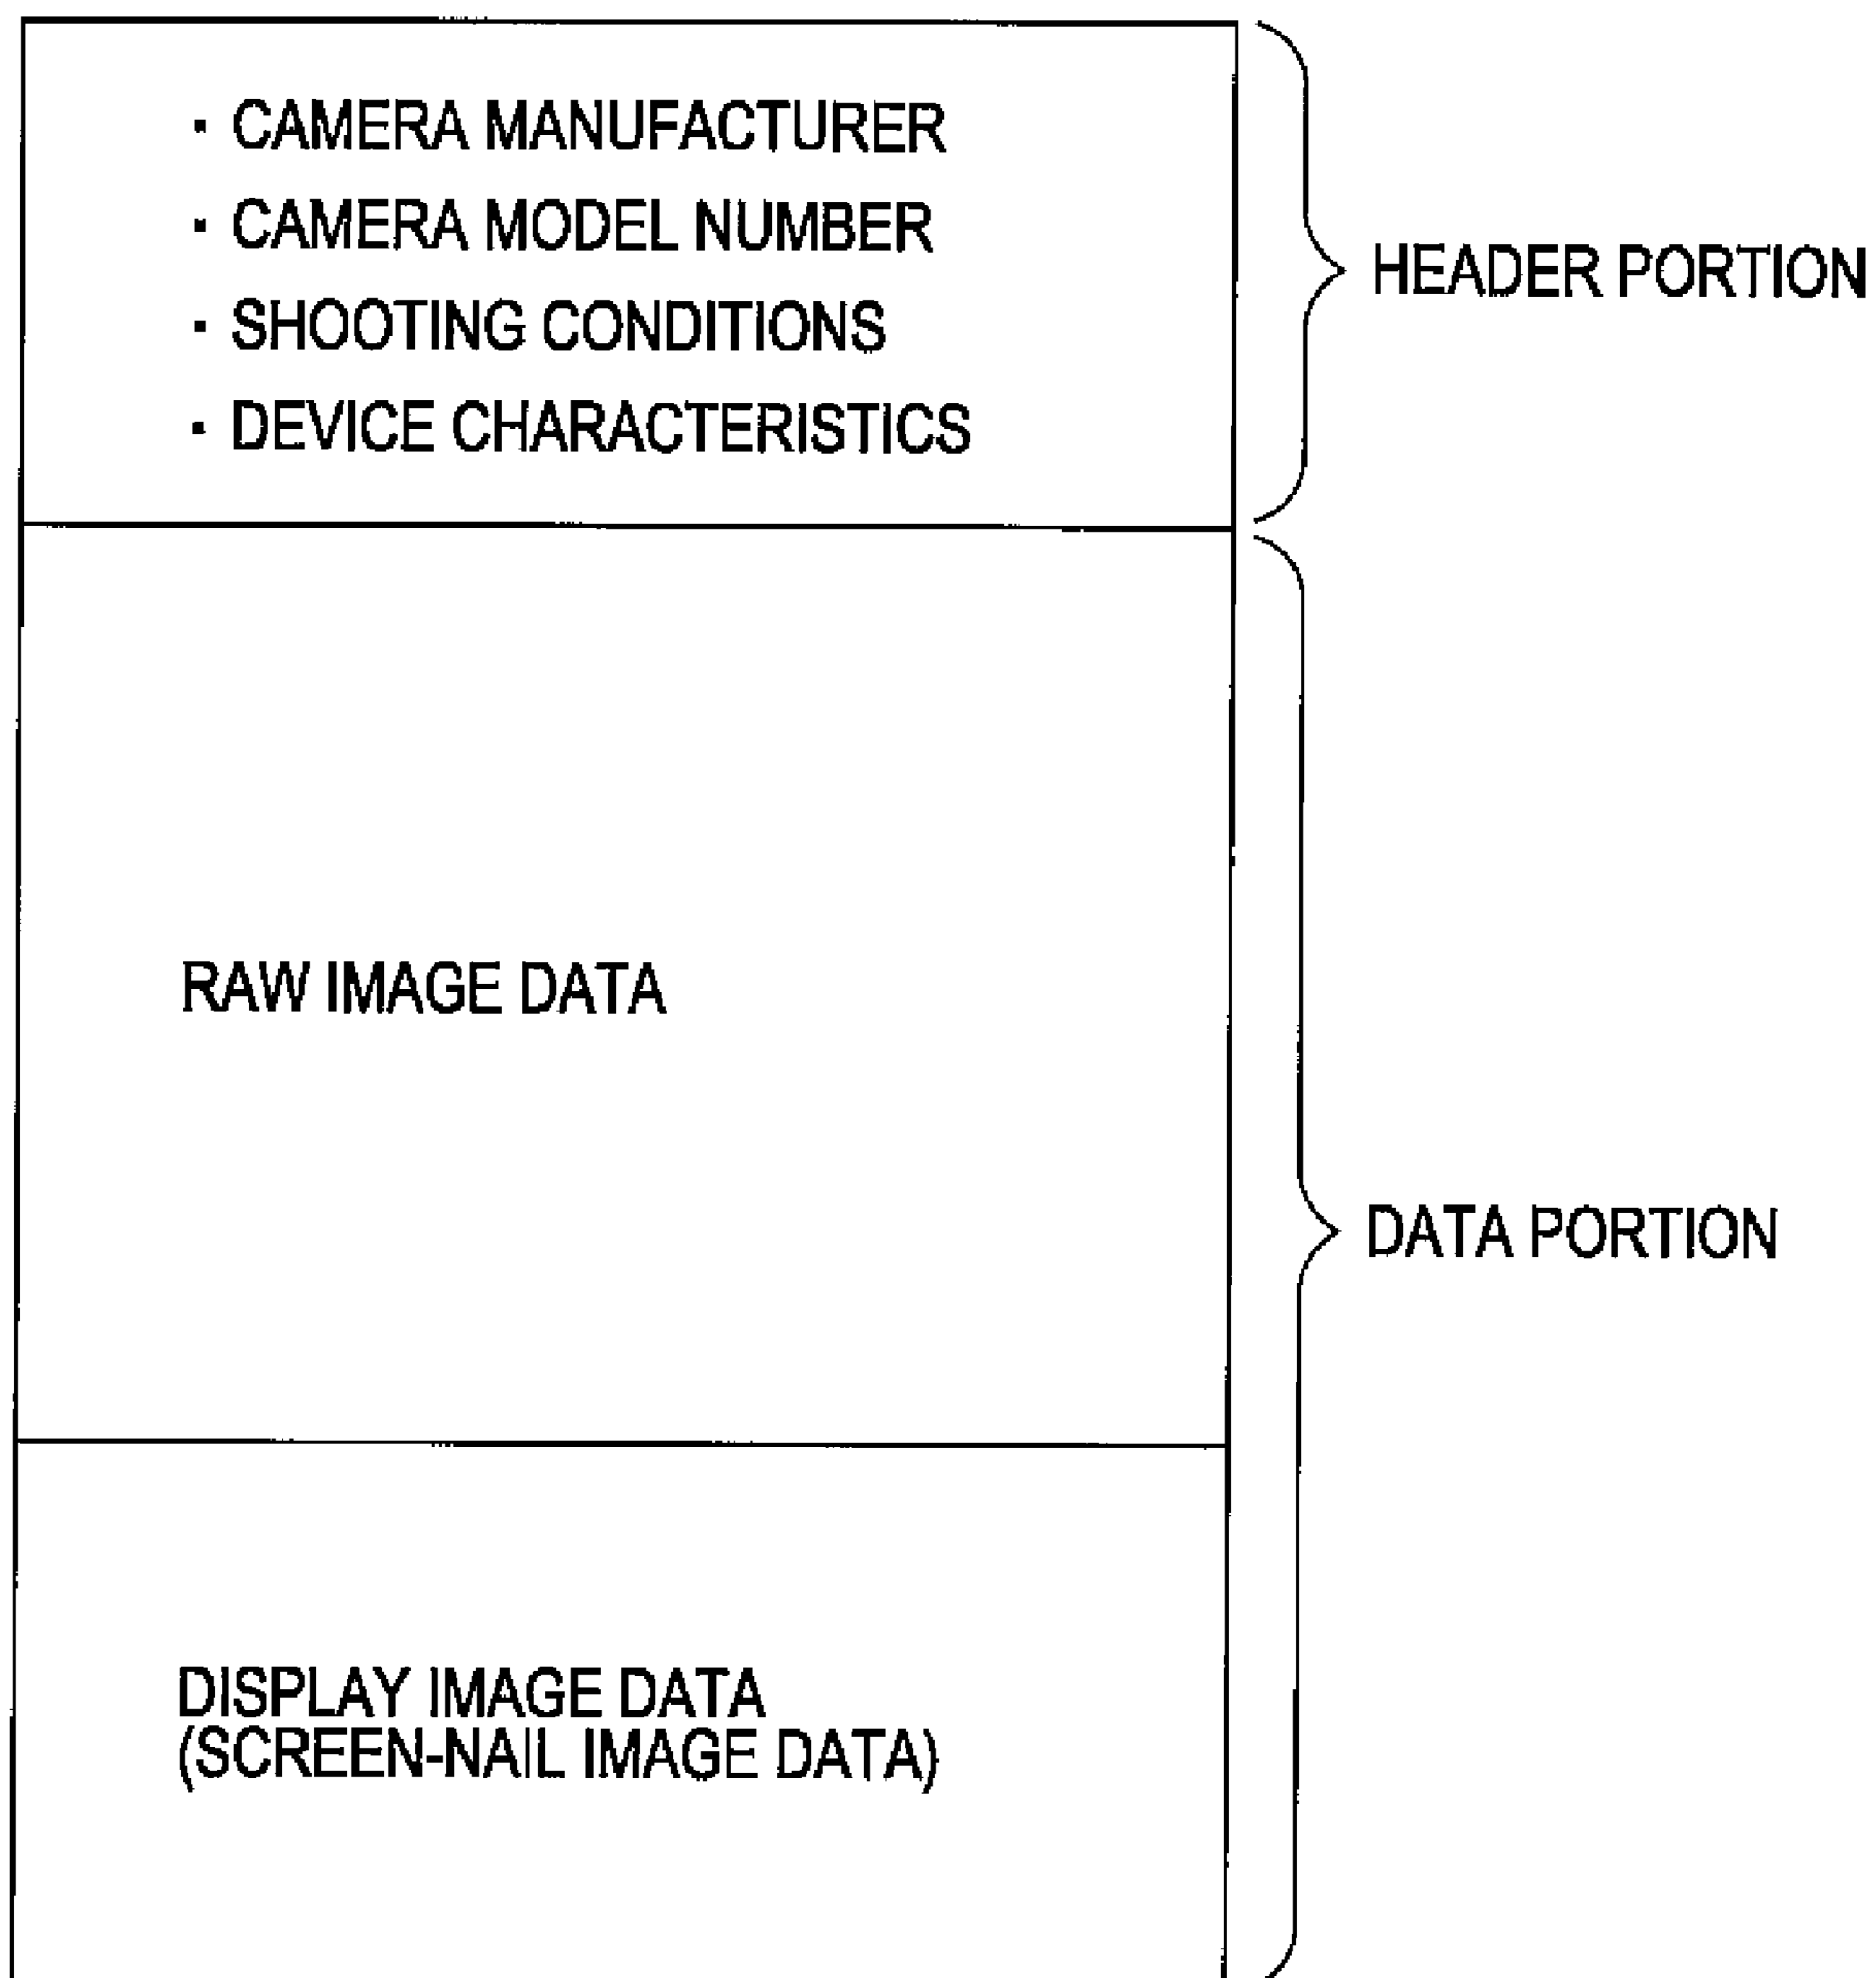 · CAMERA MANUFACTURER
· CAMERA MODEL NUMBER
· SHOOTING CONDITIONS
· DEVICE CHARACTERISTICS
HEADER PORTION
RAW IMAGE DATA
DATA PORTION
DISPLAY IMAGE DATA
(SCREEN-NAIL IMAGE DATA)